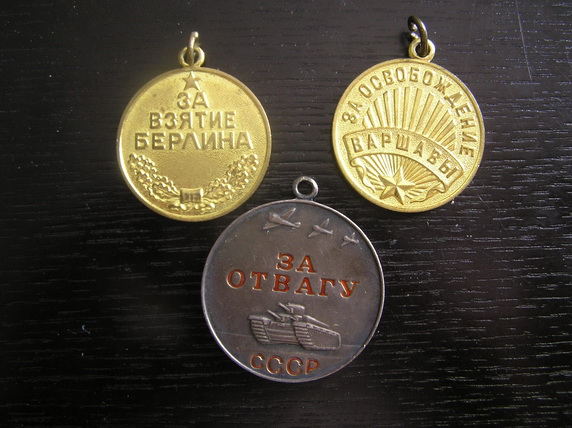 ЗА
ВЗЯТИЕ
БЕРЛИНА
ЗА ОСВОБОЖДЕНИЕ
ВАРШАВЫ
ЗА
ОТВАГУ
СССР